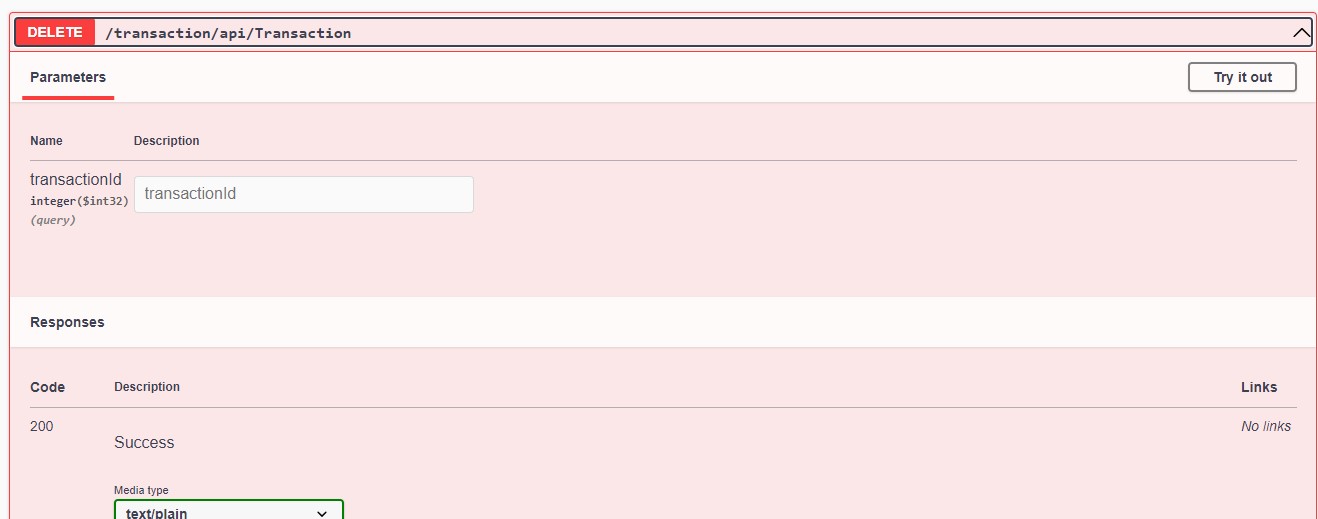 DELETE /transaction/api/Transaction
Parameters Try it out
Name Description
transactionId transactionId
integer($int32)
(query)
Responses
Code Description Links
200 No links
Success
Media type
text/plain